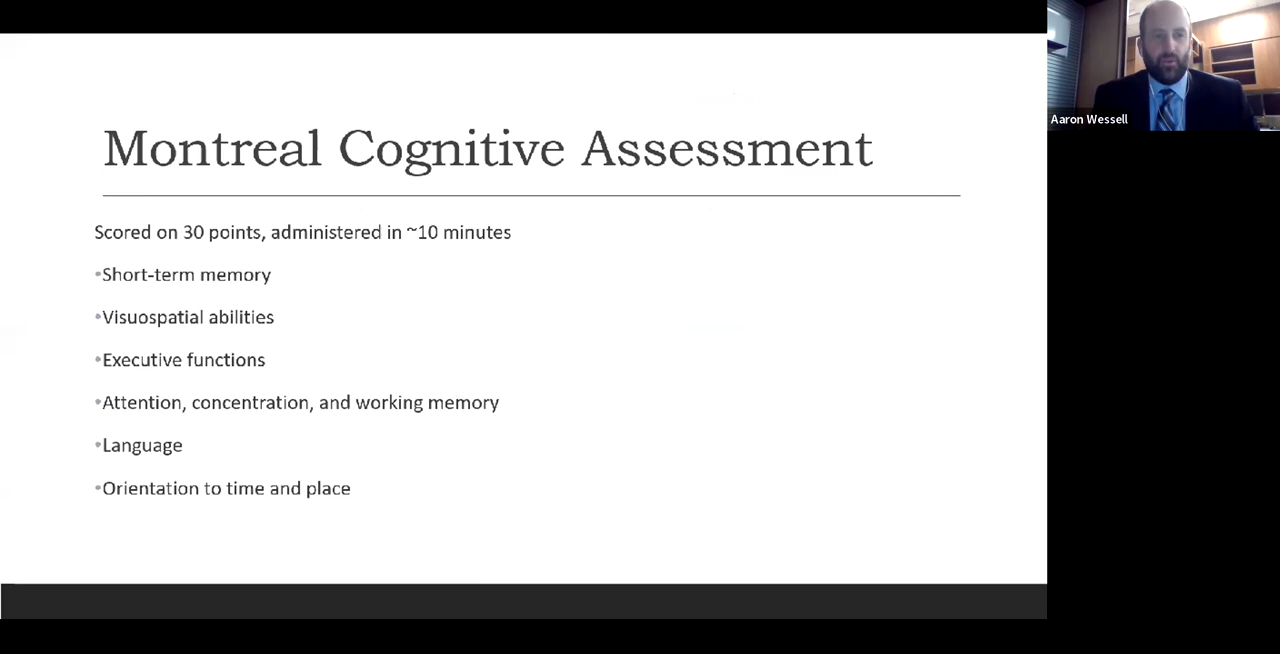 Montreal Cognitive Assessment
Scored on 30 points, administered in ~10 minutes
•Short-term memory
•Visuospatial abilities
•Executive functions
•Attention, concentration, and working memory
•Language
•Orientation to time and place
Aaron Wessell